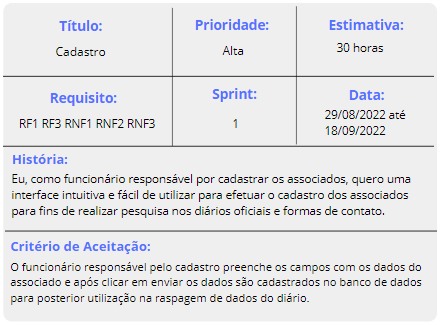 Título: Prioridade: Estimativa:
Cadastro Alta 30 horas
Requisito: Sprint: Data:
RF1 RF3 RNF1 RNF2 RNF3 1 29/08/2022 até
18/09/2022
História:
Eu, como funcionário responsável por cadastrar os associados, quero uma
interface intuitiva e fácil de utilizar para efetuar o cadastro dos associados
para fins de realizar pesquisa nos diários oficiais e formas de contato.
Critério de Aceitação:
O funcionário responsável pelo cadastro preenche os campos com os dados do
associado e após clicar em enviar os dados são cadastrados no banco de dados
para posterior utilização na raspagem de dados do diário.